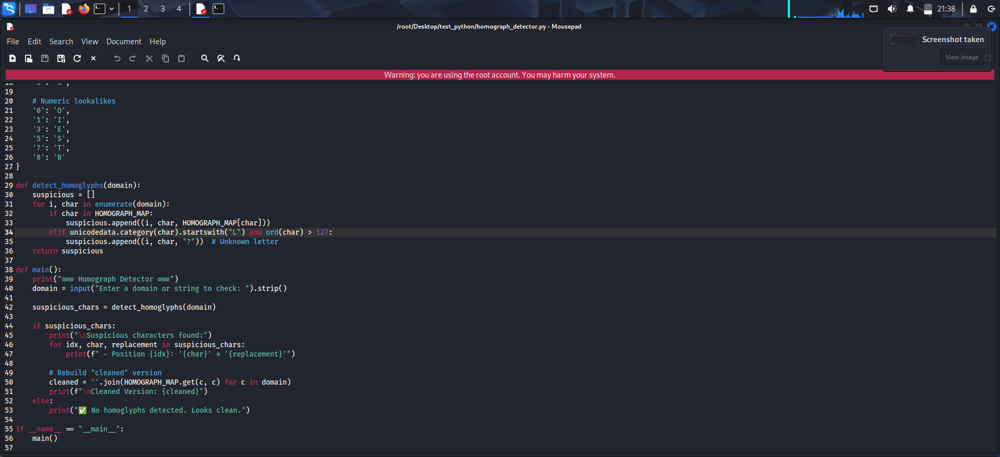 1 2 3 4 21:38
/root/Desktop/test_python/homograph_detector.py - Mousepad
File Edit Search View Document Help
Screenshot taken
View image
Warning: you are using the root account. You may harm your system.
19
20     # Numeric lookalikes
21     '0': 'O',
22     '1': 'I',
23     '3': 'E',
24     '5': 'S',
25     '7': 'T',
26     '8': 'B'
27 }
28
29 def detect_homoglyphs(domain):
30     suspicious = []
31     for i, char in enumerate(domain):
32         if char in HOMOGRAPH_MAP:
33             suspicious.append((i, char, HOMOGRAPH_MAP[char]))
34         elif unicodedata.category(char).startswith("L") and ord(char) > 127:
35             suspicious.append((i, char, "?"))  # Unknown letter
36     return suspicious
37
38 def main():
39     print("=== Homograph Detector ===")
40     domain = input("Enter a domain or string to check: ").strip()
41
42     suspicious_chars = detect_homoglyphs(domain)
43
44     if suspicious_chars:
45         print("\nSuspicious characters found:")
46         for idx, char, replacement in suspicious_chars:
47             print(f" - Position {idx}: '{char}' → '{replacement}'")
48
49         # Rebuild "cleaned" version
50         cleaned = ''.join(HOMOGRAPH_MAP.get(c, c) for c in domain)
51         print(f"\nCleaned Version: {cleaned}")
52     else:
53         print("✅ No homoglyphs detected. Looks clean.")
54
55 if __name__ == "__main__":
56     main()
57